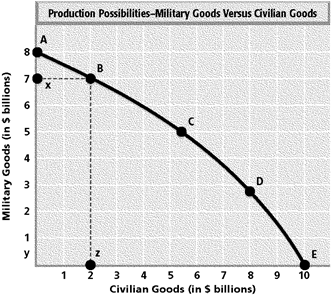 Production Possibilities–Military Goods Versus Civilian Goods
A
8
B
7
x
6
C
5
4
D
3
2
1
y
z
E
1 2 3 4 5 6 7 8 9 10
Military Goods (in $ billions)
Civilian Goods (in $ billions)